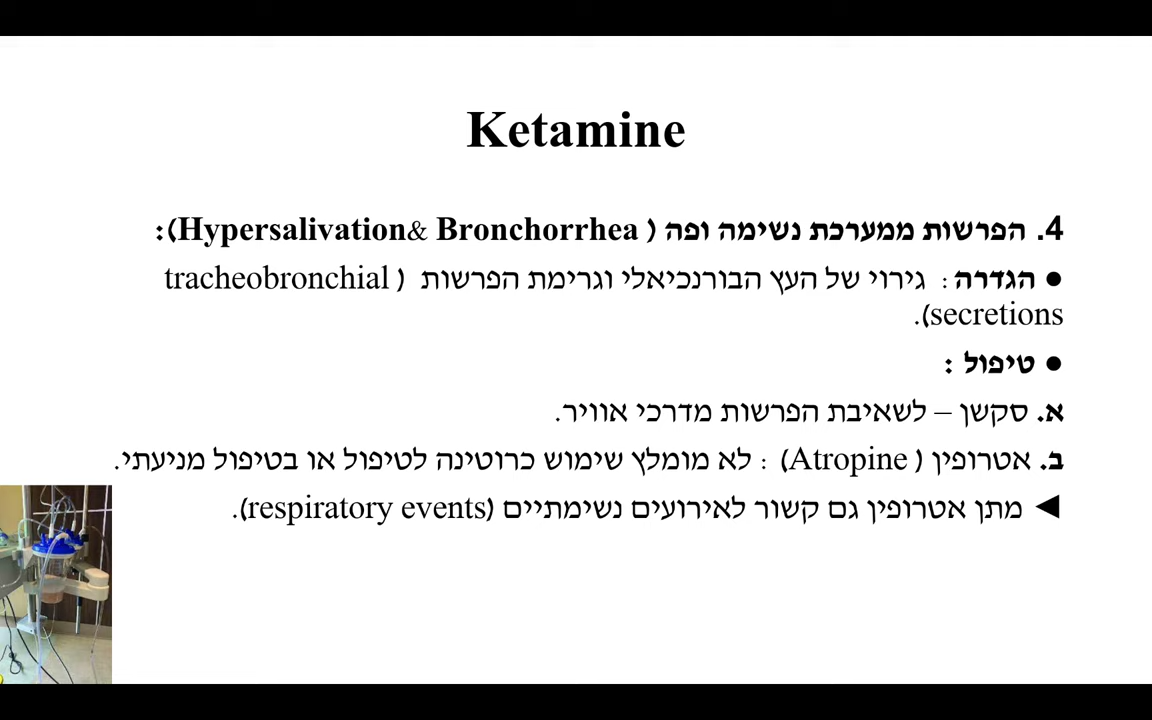 Ketamine
4. הפרשות ממערכת נשימה ופה (Hypersalivation& Bronchorrhea):
● הגדרה : גירוי של העץ הבורנכיאלי וגרימת הפרשות (tracheobronchial
secretions).
● טיפול :
א. סקשן – לשאיבת הפרשות מדרכי אוויר.
ב. אטרופין (Atropine) : לא מומלץ שימוש כרוטינה לטיפול או בטיפול מניעתי.
◄ מתן אטרופין גם קשור לאירועים נשימתיים (respiratory events).